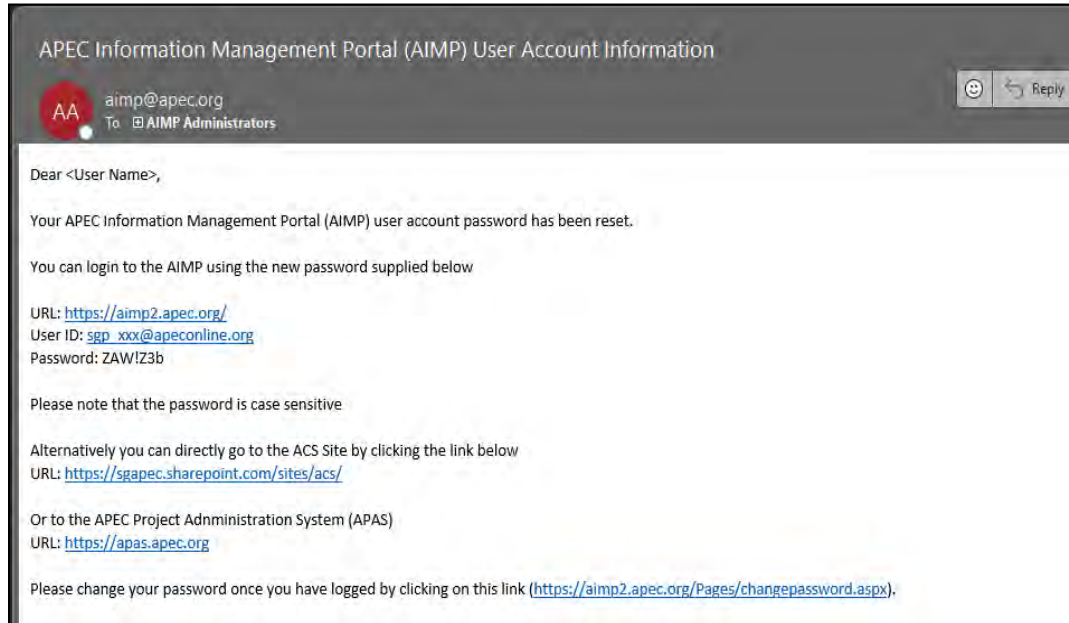 APEC Information Management Portal (AIMP) User Account Information
AA
aimp@apec.org
Reply
To AIMP Administrators
Dear <User Name>,
Your APEC Information Management Portal (AIMP) user account password has been reset.
You can login to the AIMP using the new password supplied below
URL: https://aimp2.apec.org/
User ID: sgp_xxx@apeconline.org
Password: ZAW!Z3b
Please note that the password is case sensitive
Alternatively you can directly go to the ACS Site by clicking the link below
URL: https://sgapec.sharepoint.com/sites/acs/
Or to the APEC Project Adnministration System (APAS)
URL: https://apas.apec.org
Please change your password once you have logged by clicking on this link (https://aimp2.apec.org/Pages/changepassword.aspx).